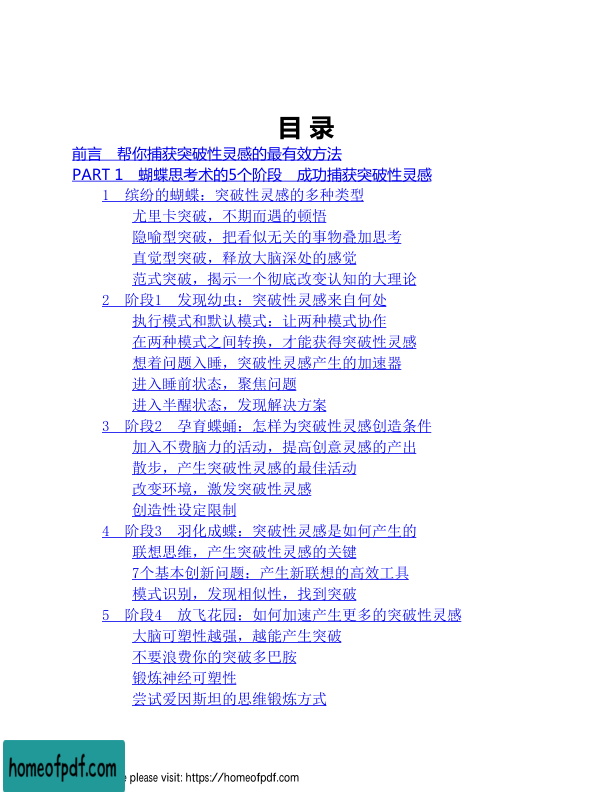 目 录
前言　帮你捕获突破性灵感的最有效方法
PART 1　蝴蝶思考术的5个阶段　成功捕获突破性灵感
1　缤纷的蝴蝶：突破性灵感的多种类型
尤里卡突破，不期而遇的顿悟
隐喻型突破，把看似无关的事物叠加思考
直觉型突破，释放大脑深处的感觉
范式突破，揭示一个彻底改变认知的大理论
2　阶段1　发现幼虫：突破性灵感来自何处
执行模式和默认模式：让两种模式协作
在两种模式之间转换，才能获得突破性灵感
想着问题入睡，突破性灵感产生的加速器
进入睡前状态，聚焦问题
进入半醒状态，发现解决方案
3　阶段2　孕育蝶蛹：怎样为突破性灵感创造条件
加入不费脑力的活动，提高创意灵感的产出
散步，产生突破性灵感的最佳活动
改变环境，激发突破性灵感
创造性设定限制
4　阶段3　羽化成蝶：突破性灵感是如何产生的
联想思维，产生突破性灵感的关键
7个基本创新问题：产生新联想的高效工具
模式识别，发现相似性，找到突破
5　阶段4　放飞花园：如何加速产生更多的突破性灵感
大脑可塑性越强，越能产生突破
不要浪费你的突破多巴胺
锻炼神经可塑性
尝试爱因斯坦的思维锻炼方式
homeofpdf.com
please visit: https://homeofpdf.com